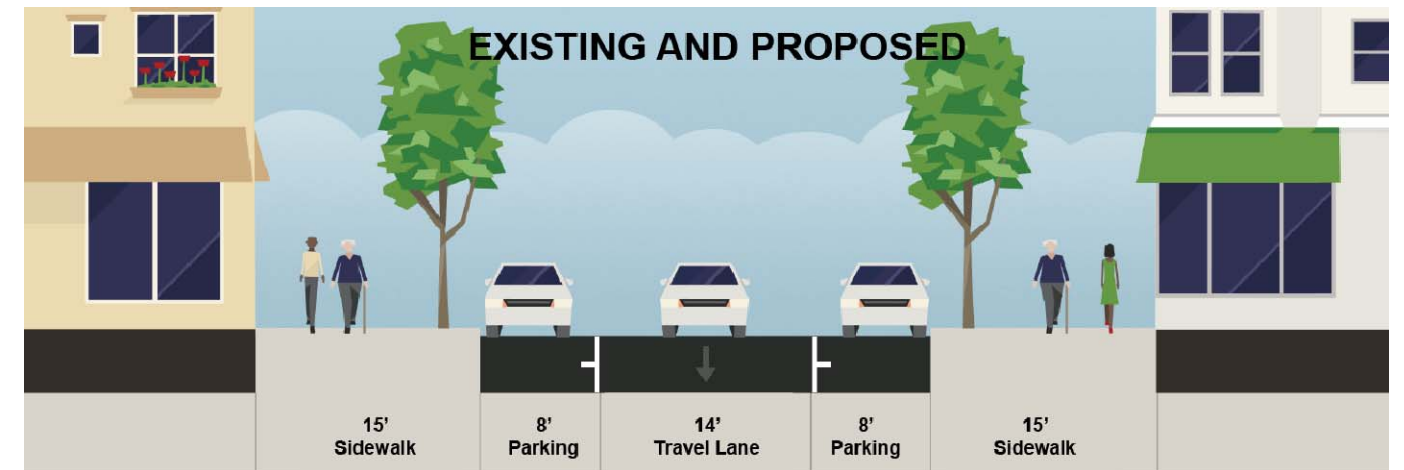 EXISTING AND PROPOSED
15’
Sidewalk
8’
Parking
14’
Travel Lane
8’
Parking
15’
Sidewalk